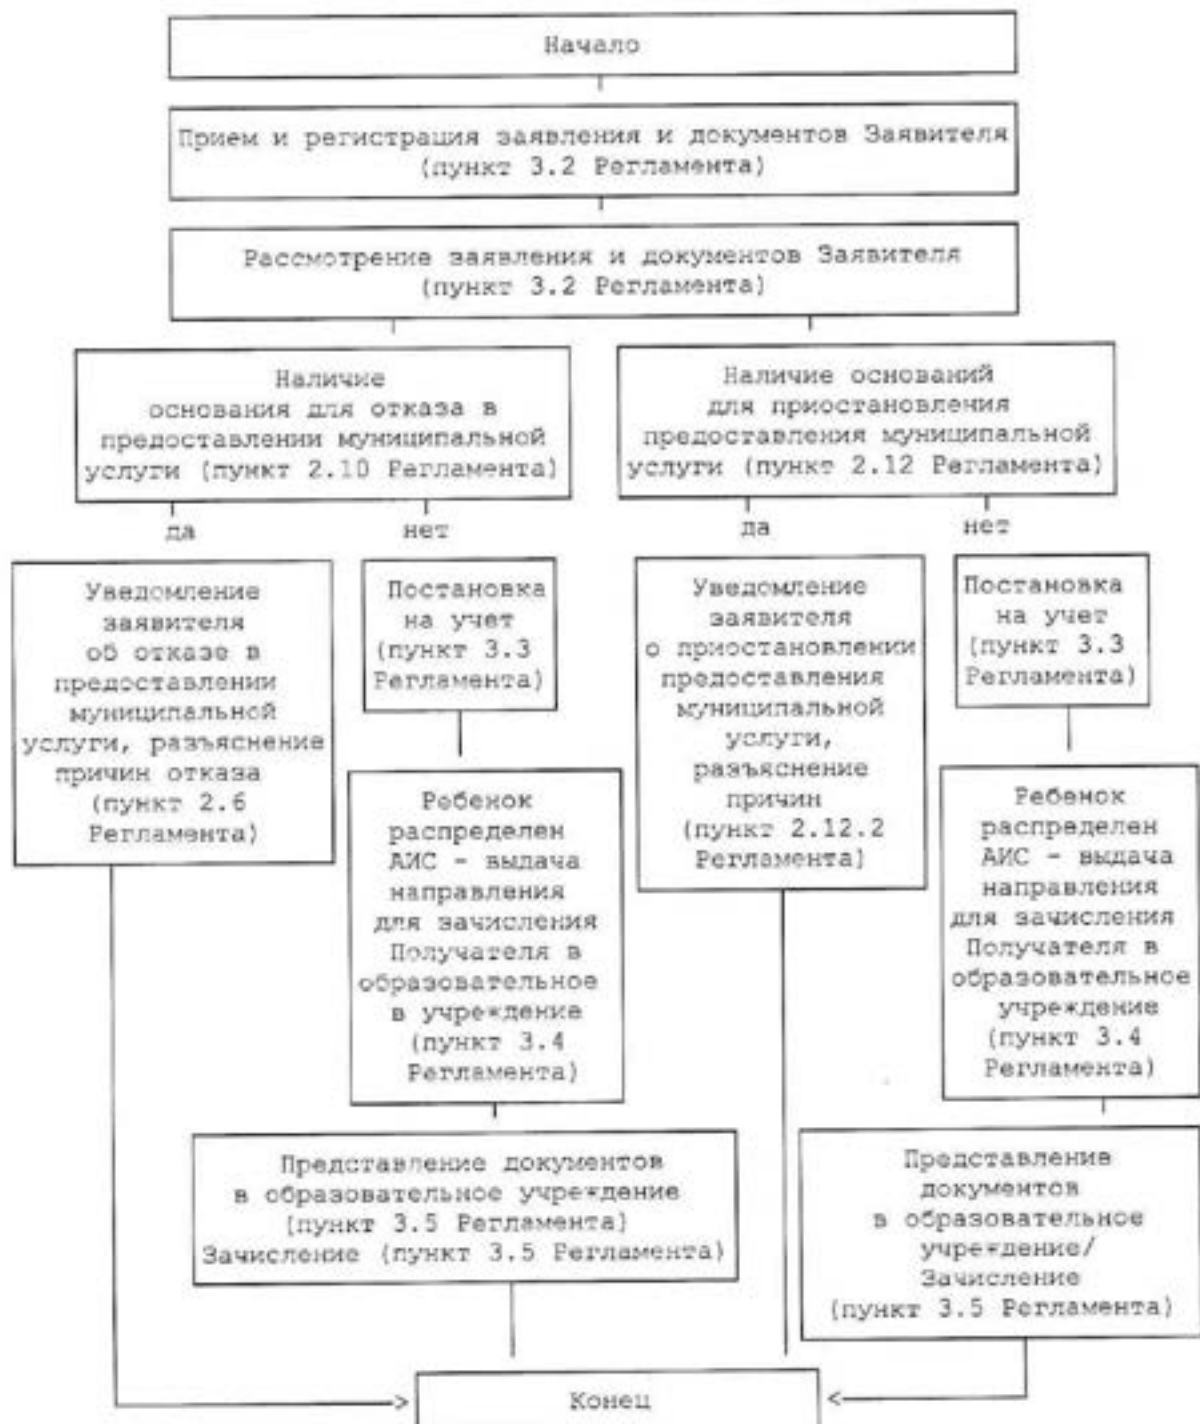 Начало
Прием и регистрация заявления и документов Заявителя
(пункт 3.2 Регламента)
Рассмотрение заявления и документов Заявителя
(пункт 3.2 Регламента)
Наличие
основания для отказа в
предоставлении муниципальной
услуги (пункт 2.10 Регламента)
Наличие оснований
для приостановления
предоставления муниципальной
услуги (пункт 2.12 Регламента)
да
нет
да
нет
Уведомление
заявителя
об отказе в
предоставлении
муниципальной
услуги, разъяснение
причин отказа
(пункт 2.6
Регламента)
Постановка
на учет
(пункт 3.3
Регламента)
Уведомление
заявителя
о приостановлении
предоставления
муниципальной
услуги,
разъяснение
причин
(пункт 2.12.2
Регламента)
Постановка
на учет
(пункт 3.3
Регламента)
Ребенок
распределен
АИС - выдача
направления
для зачисления
Получателя в
образовательное
в учреждение
(пункт 3.4
Регламента)
Ребенок
распределен
АИС - выдача
направления
для зачисления
Получателя в
образовательное
учреждение
(пункт 3.4
Регламента)
Представление документов
в образовательное учреждение
(пункт 3.5 Регламента)
Зачисление (пункт 3.5 Регламента)
Представление
документов
в образовательное
учреждение/
Зачисление
(пункт 3.5 Регламента)
Конец